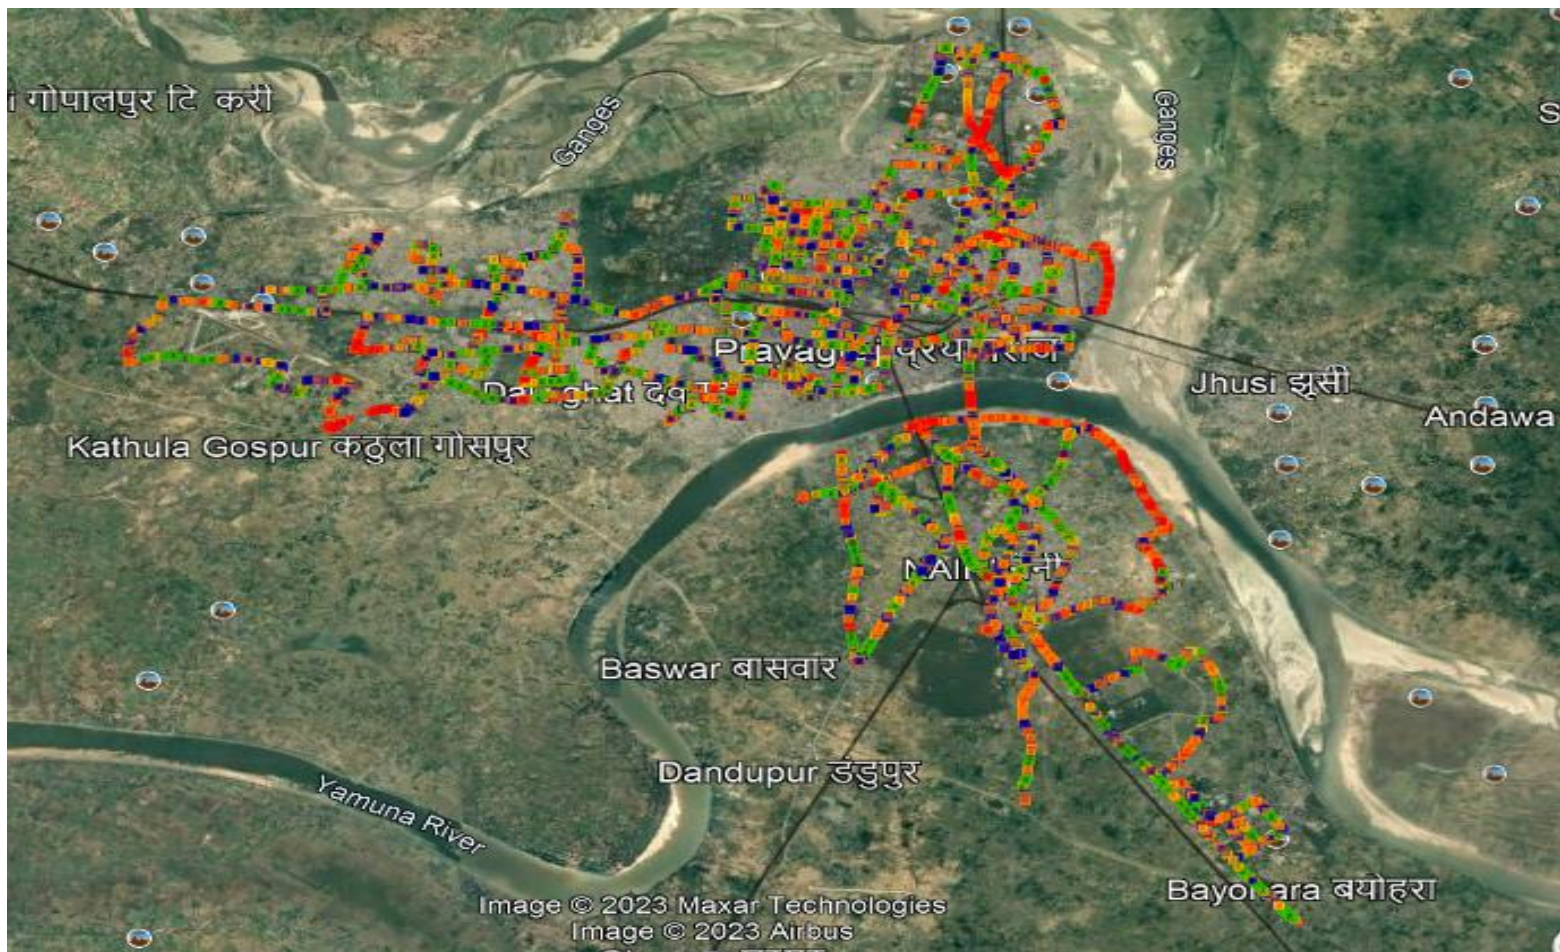 गोपालपुर टि करी
Ganges
Ganges
Jhusi झूसी
Andawa
Kathula Gospur कठुला गोसपुर
Baswar बासवार
Dandupur डंडुपुर
Yamuna River
Image © 2023 Maxar Technologies
Image © 2023 Airbus